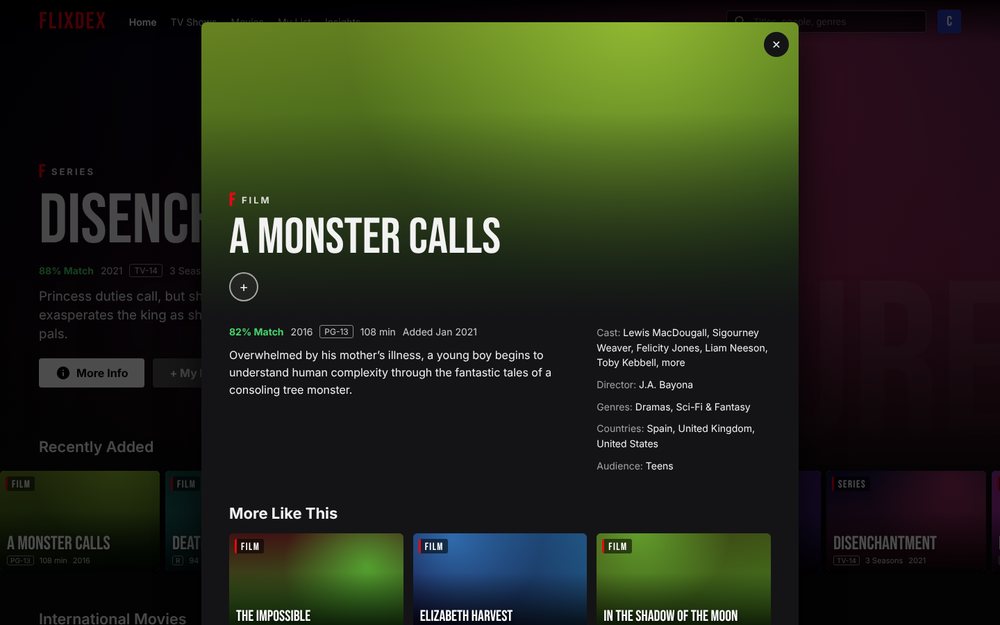 FLIXDEX Home TV Shows Movies My List Insights Titles, people, genres C
×
F SERIES
DISENCH
88% Match 2021 TV-14 3 Seas
Princess duties call, but sh
exasperates the king as sh
pals.
More Info + My
F FILM
A MONSTER CALLS
+
82% Match 2016 PG-13 108 min Added Jan 2021
Overwhelmed by his mother’s illness, a young boy begins to
understand human complexity through the fantastic tales of a
consoling tree monster.
Cast: Lewis MacDougall, Sigourney
Weaver, Felicity Jones, Liam Neeson,
Toby Kebbell, more
Director: J.A. Bayona
Genres: Dramas, Sci-Fi & Fantasy
Countries: Spain, United Kingdom,
United States
Audience: Teens
Recently Added
FILM
A MONSTER CALLS
PG-13 108 min 2016
FILM
DEAT
R 94
SERIES
DISENCHANTMENT
TV-14 3 Seasons 2021
More Like This
FILM
THE IMPOSSIBLE
FILM
ELIZABETH HARVEST
FILM
IN THE SHADOW OF THE MOON
International Movies